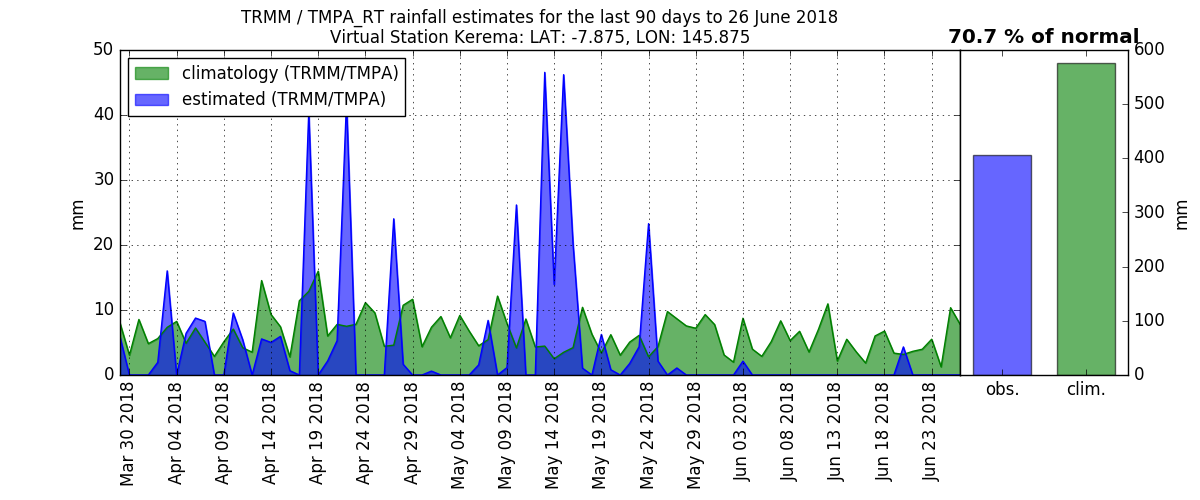 TRMM / TMPA_RT rainfall estimates for the last 90 days to 26 June 2018
Virtual Station Kerema: LAT: -7.875, LON: 145.875
70.7 % of normal
climatology (TRMM/TMPA)
estimated (TRMM/TMPA)
50
40
30
20
10
0
mm
600
500
400
300
200
100
0
mm
obs.
clim.
Mar 30 2018
Apr 04 2018
Apr 09 2018
Apr 14 2018
Apr 19 2018
Apr 24 2018
Apr 29 2018
May 04 2018
May 09 2018
May 14 2018
May 19 2018
May 24 2018
May 29 2018
Jun 03 2018
Jun 08 2018
Jun 13 2018
Jun 18 2018
Jun 23 2018